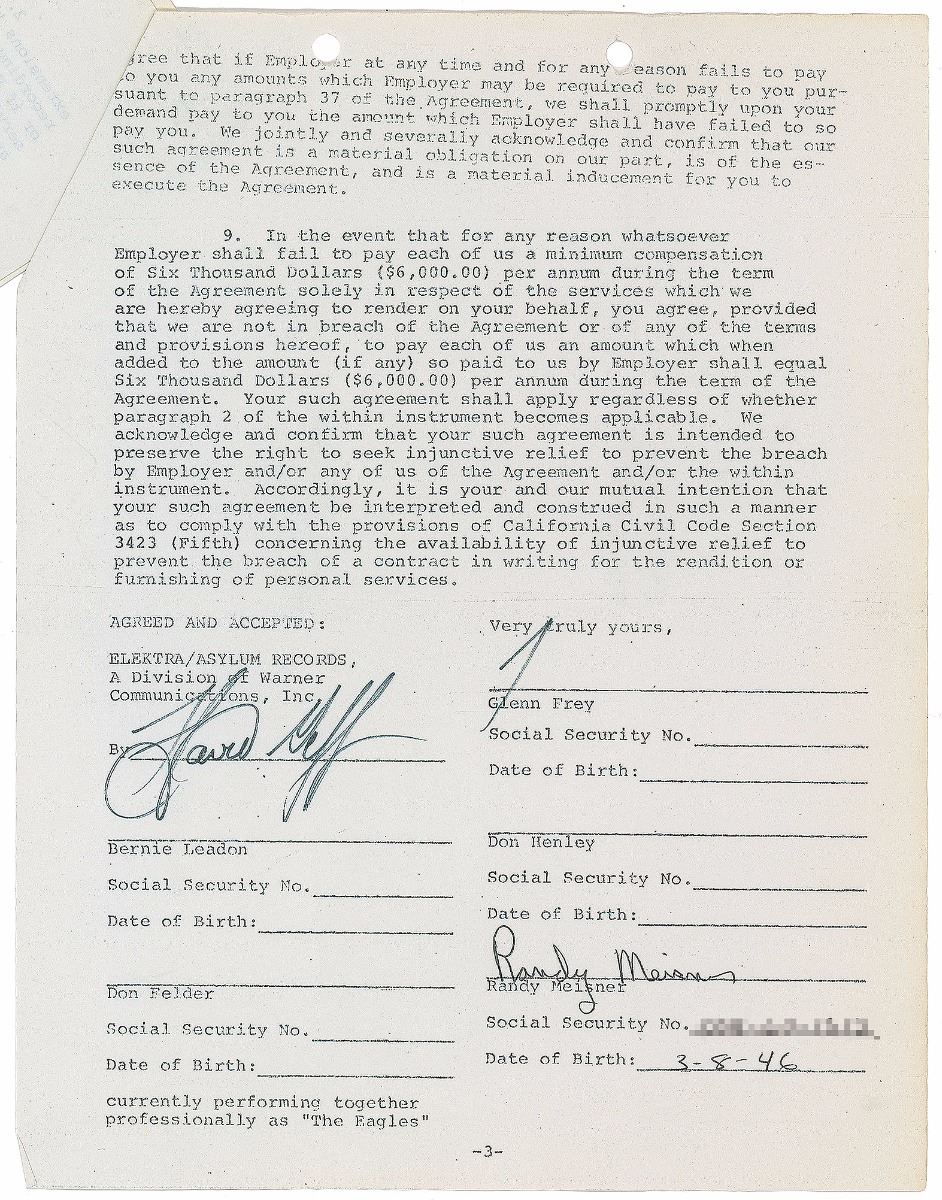 gree that if Employer at any time and for any reason fails to pay
to you any amounts which Employer may be required to pay to you pur-
suant to paragraph 37 of the Agreement, we shall promptly upon your
demand pay to you the amount which Employer shall have failed to so
pay you. We jointly and severally acknowledge and confirm that our
such agreement is a material obligation on our part, is of the es-
sence of the Agreement, and is a material inducement for you to
execute the Agreement.
9. In the event that for any reason whatsoever
Employer shall fail to pay each of us a minimum compensation
of Six Thousand Dollars ($6,000.00) per annum during the term
of the Agreement solely in respect of the services which we
are hereby agreeing to render on your behalf, you agree, provided
that we are not in breach of the Agreement or of any of the terms
and provisions hereof, to pay each of us an amount which when
added to the amount (if any) so paid to us by Employer shall equal
Six Thousand Dollars ($6,000.00) per annum during the term of the
Agreement. Your such agreement shall apply regardless of whether
paragraph 2 of the within instrument becomes applicable. We
acknowledge and confirm that your such agreement is intended to
preserve the right to seek injunctive relief to prevent the breach
by Employer and/or any of us of the Agreement and/or the within
instrument. Accordingly, it is your and our mutual intention that
your such agreement be interpreted and construed in such a manner
as to comply with the provisions of California Civil Code Section
3423 (Fifth) concerning the availability of injunctive relief to
prevent the breach of a contract in writing for the rendition or
furnishing of personal services.
AGREED AND ACCEPTED:
ELEKTRA/ASYLUM RECORDS,
A Division of Warner
Communications, Inc.
By David Geff
Bernie Leadon
Social Security No.
Date of Birth:
Don Felder
Social Security No.
Date of Birth:
currently performing together
professionally as "The Eagles"
Very truly yours,
Glenn Frey
Social Security No.
Date of Birth:
Don Henley
Social Security No.
Date of Birth:
Randy Meisner
Randy Meisner
Social Security No.
Date of Birth: 3-8-46
-3-